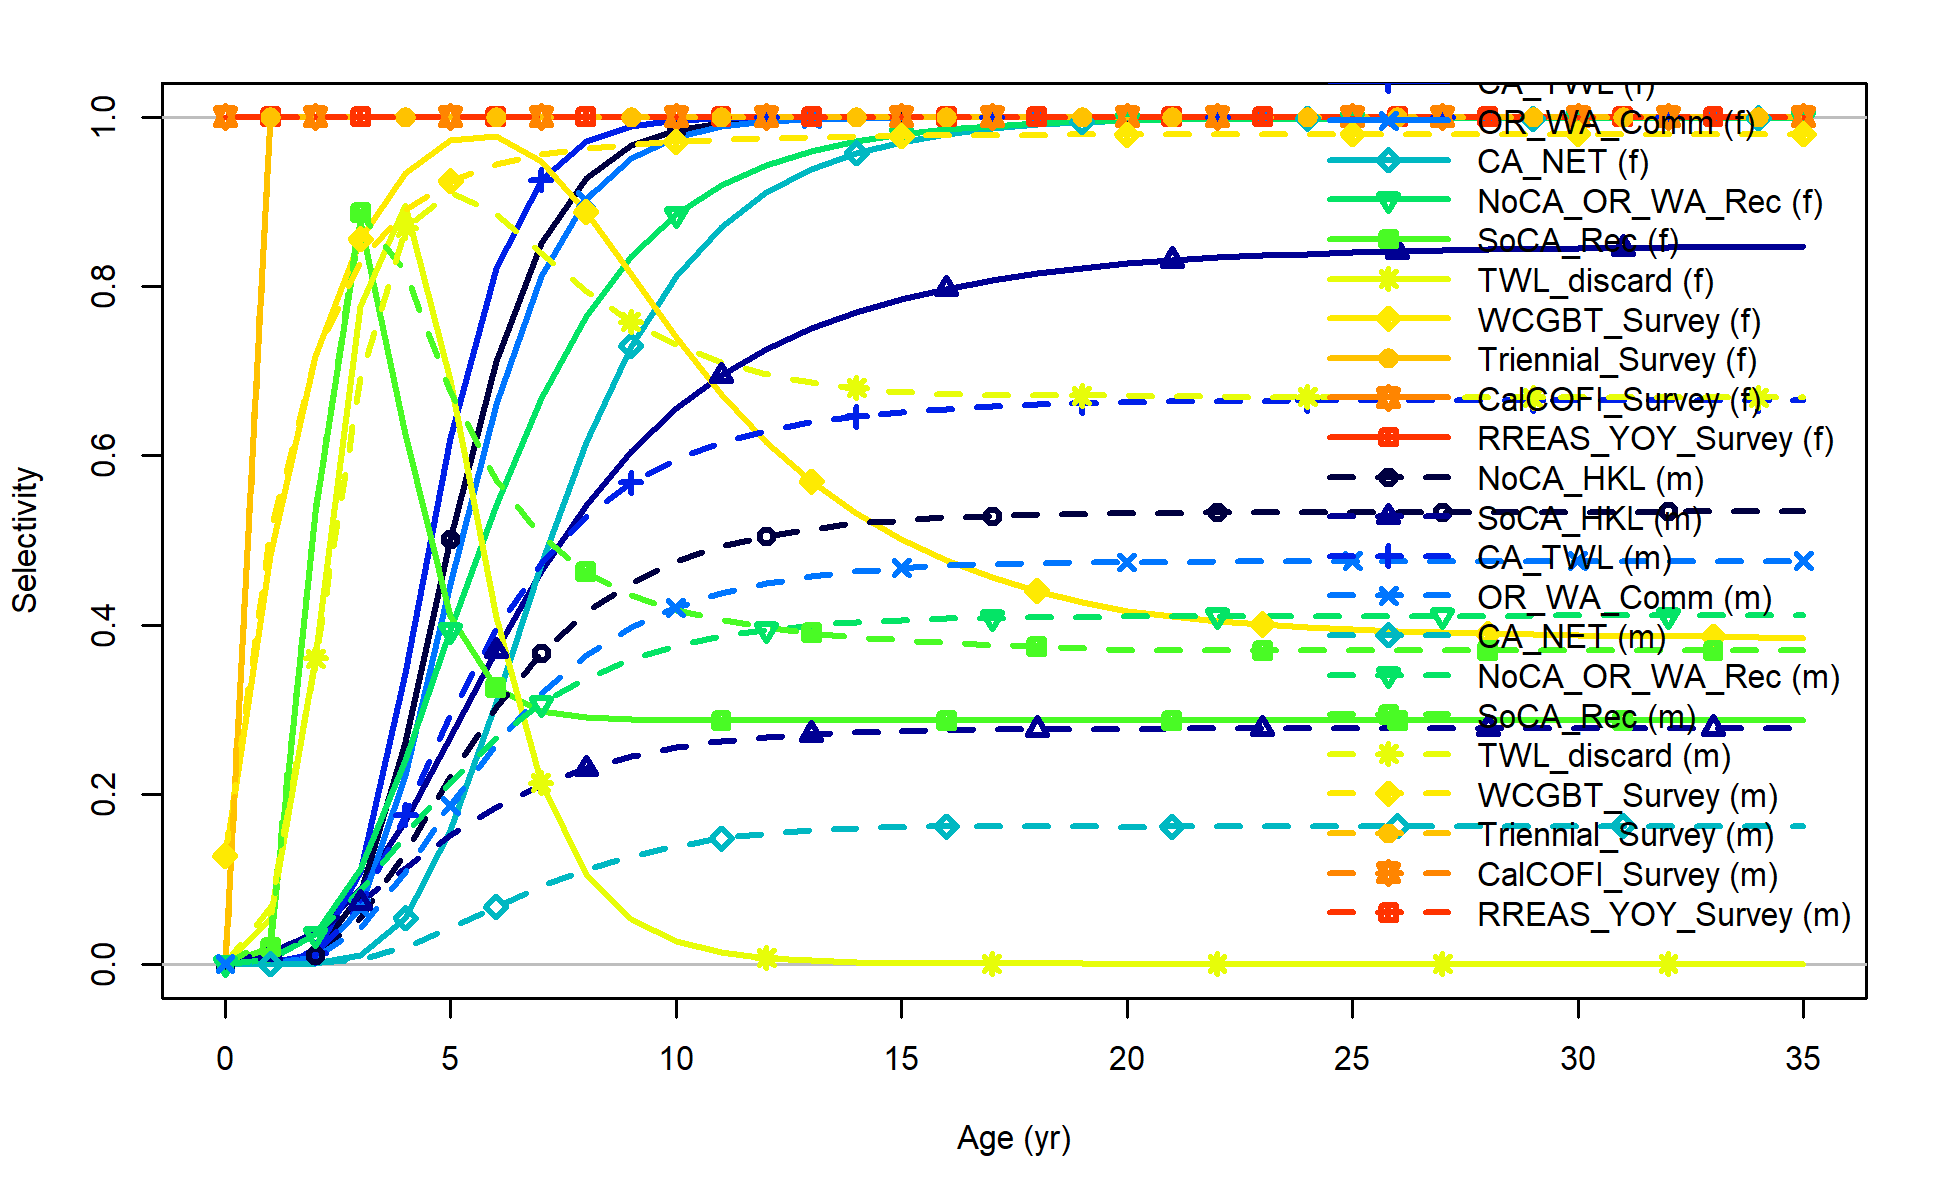 CA_TWL (f)
OR_WA_Comm (f)
CA_NET (f)
NoCA_OR_WA_Rec (f)
SoCA_Rec (f)
TWL_discard (f)
WCGBT_Survey (f)
Triennial_Survey (f)
CalCOFI_Survey (f)
RREAS_YOY_Survey (f)
NoCA_HKL (m)
SoCA_HKL (m)
CA_TWL (m)
OR_WA_Comm (m)
CA_NET (m)
NoCA_OR_WA_Rec (m)
SoCA_Rec (m)
TWL_discard (m)
WCGBT_Survey (m)
Triennial_Survey (m)
CalCOFI_Survey (m)
RREAS_YOY_Survey (m)
Selectivity
1.0
0.8
0.6
0.4
0.2
0.0
0 5 10 15 20 25 30 35
Age (yr)